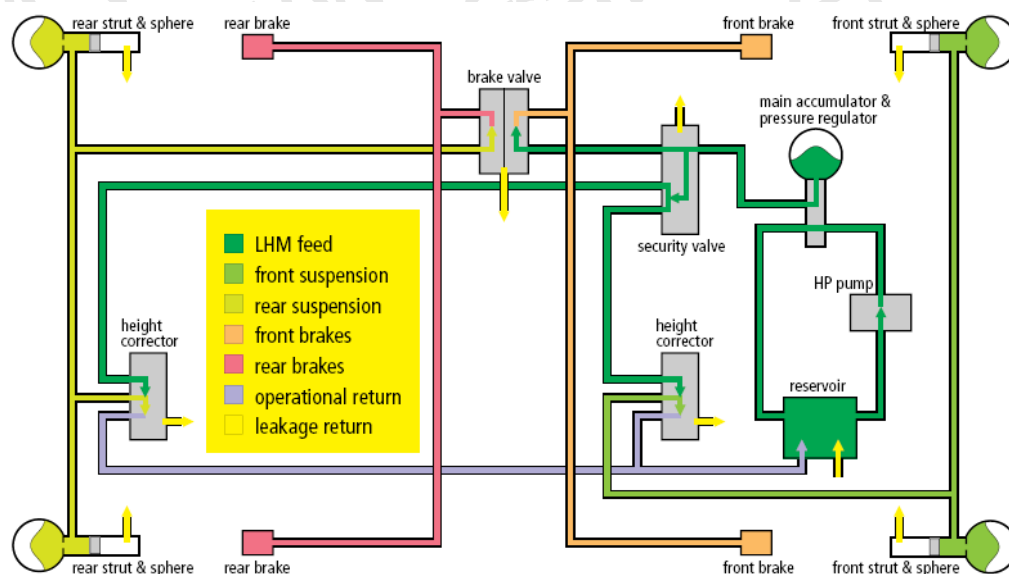 rear strut & sphere
rear brake
front brake
front strut & sphere
brake valve
main accumulator &
pressure regulator
security valve
LHM feed
front suspension
rear suspension
front brakes
rear brakes
operational return
leakage return
HP pump
height
corrector
height
corrector
reservoir
rear strut & sphere
rear brake
front brake
front strut & sphere